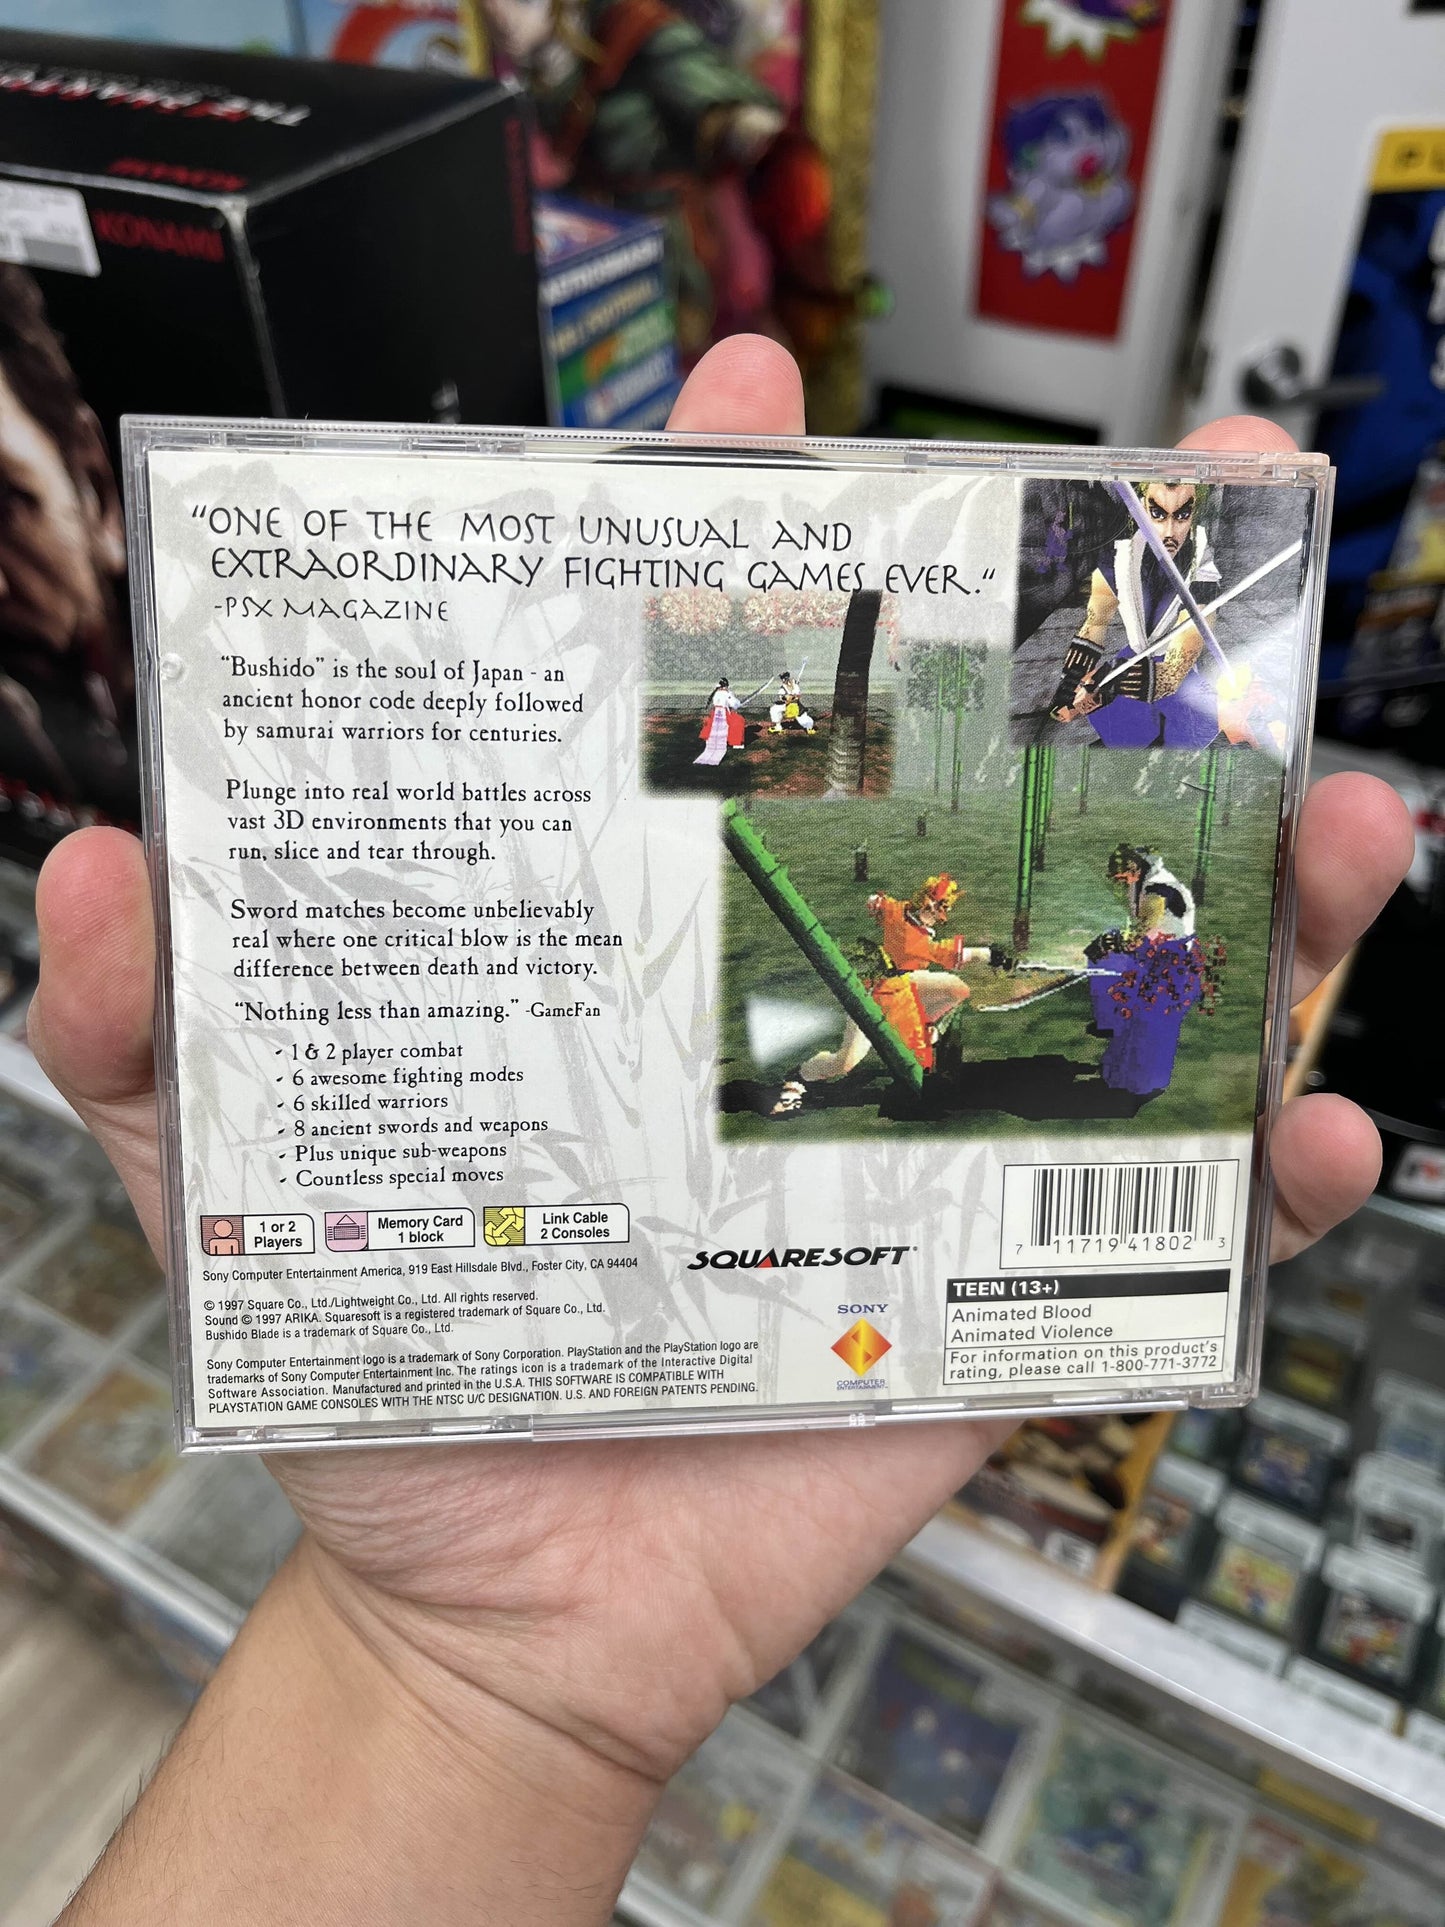 KONAMI
KONAMI
"ONE OF THE MOST UNUSUAL AND
EXTRAORDINARY FIGHTING GAMES EVER."
-PSX MAGAZINE
"Bushido" is the soul of Japan - an
ancient honor code deeply followed
by samurai warriors for centuries.
Plunge into real world battles across
vast 3D environments that you can
run, slice and tear through.
Sword matches become unbelievably
real where one critical blow is the mean
difference between death and victory.
"Nothing less than amazing." -GameFan
- 1 & 2 player combat
- 6 awesome fighting modes
- 6 skilled warriors
- 8 ancient swords and weapons
- Plus unique sub-weapons
- Countless special moves
1 or 2
Players
Memory Card
1 block
Link Cable
2 Consoles
Sony Computer Entertainment America, 919 East Hillsdale Blvd., Foster City, CA 94404
© 1997 Square Co., Ltd./Lightweight Co., Ltd. All rights reserved.
Sound © 1997 ARIKA. Squaresoft is a registered trademark of Square Co., Ltd.
Bushido Blade is a trademark of Square Co., Ltd.
Sony Computer Entertainment logo is a trademark of Sony Corporation. PlayStation and the PlayStation logo are
trademarks of Sony Computer Entertainment Inc. The ratings icon is a trademark of the Interactive Digital
Software Association. Manufactured and printed in the U.S.A. THIS SOFTWARE IS COMPATIBLE WITH
PLAYSTATION GAME CONSOLES WITH THE NTSC U/C DESIGNATION. U.S. AND FOREIGN PATENTS PENDING.
SQUARESOFT®
SONY
COMPUTER
ENTERTAINMENT™
7 11719 41802 3
TEEN (13+)
Animated Blood
Animated Violence
For information on this product's
rating, please call 1-800-771-3772